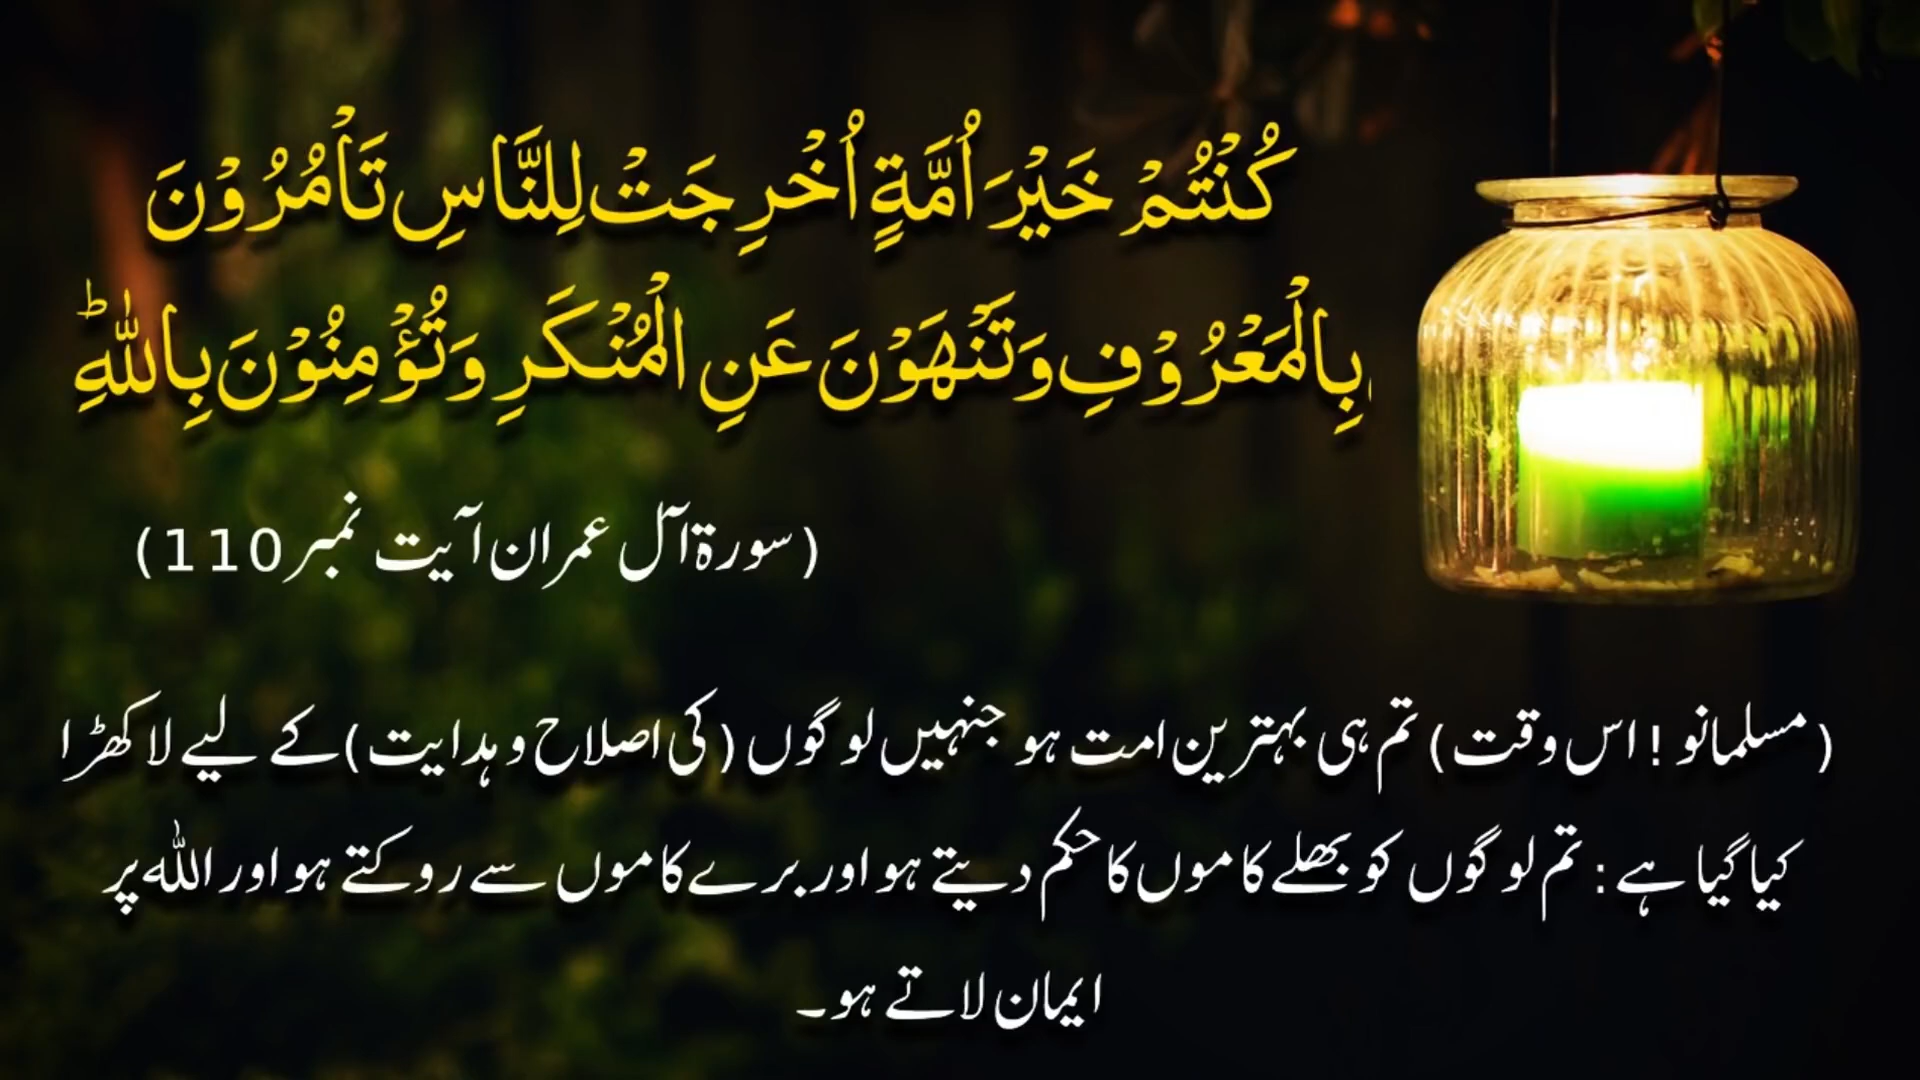 كُنْتُمْ خَيْرَ اُمَّةٍ اُخْرِجَتْ لِلنَّاسِ تَاْمُرُوْنَ
بِالْمَعْرُوْفِ وَتَنْهَوْنَ عَنِ الْمُنْكَرِ وَتُؤْمِنُوْنَ بِاللّٰهِؕ
(سورۃ آل عمران آیت نمبر 110)
(مسلمانو! اس وقت) تم ہی بہترین امت ہو جنہیں لوگوں (کی اصلاح و ہدایت) کے لیے لا کھڑا
کیا گیا ہے: تم لوگوں کو بھلے کاموں کا حکم دیتے ہو اور برے کاموں سے روکتے ہو اور اللہ پر
ایمان لاتے ہو۔